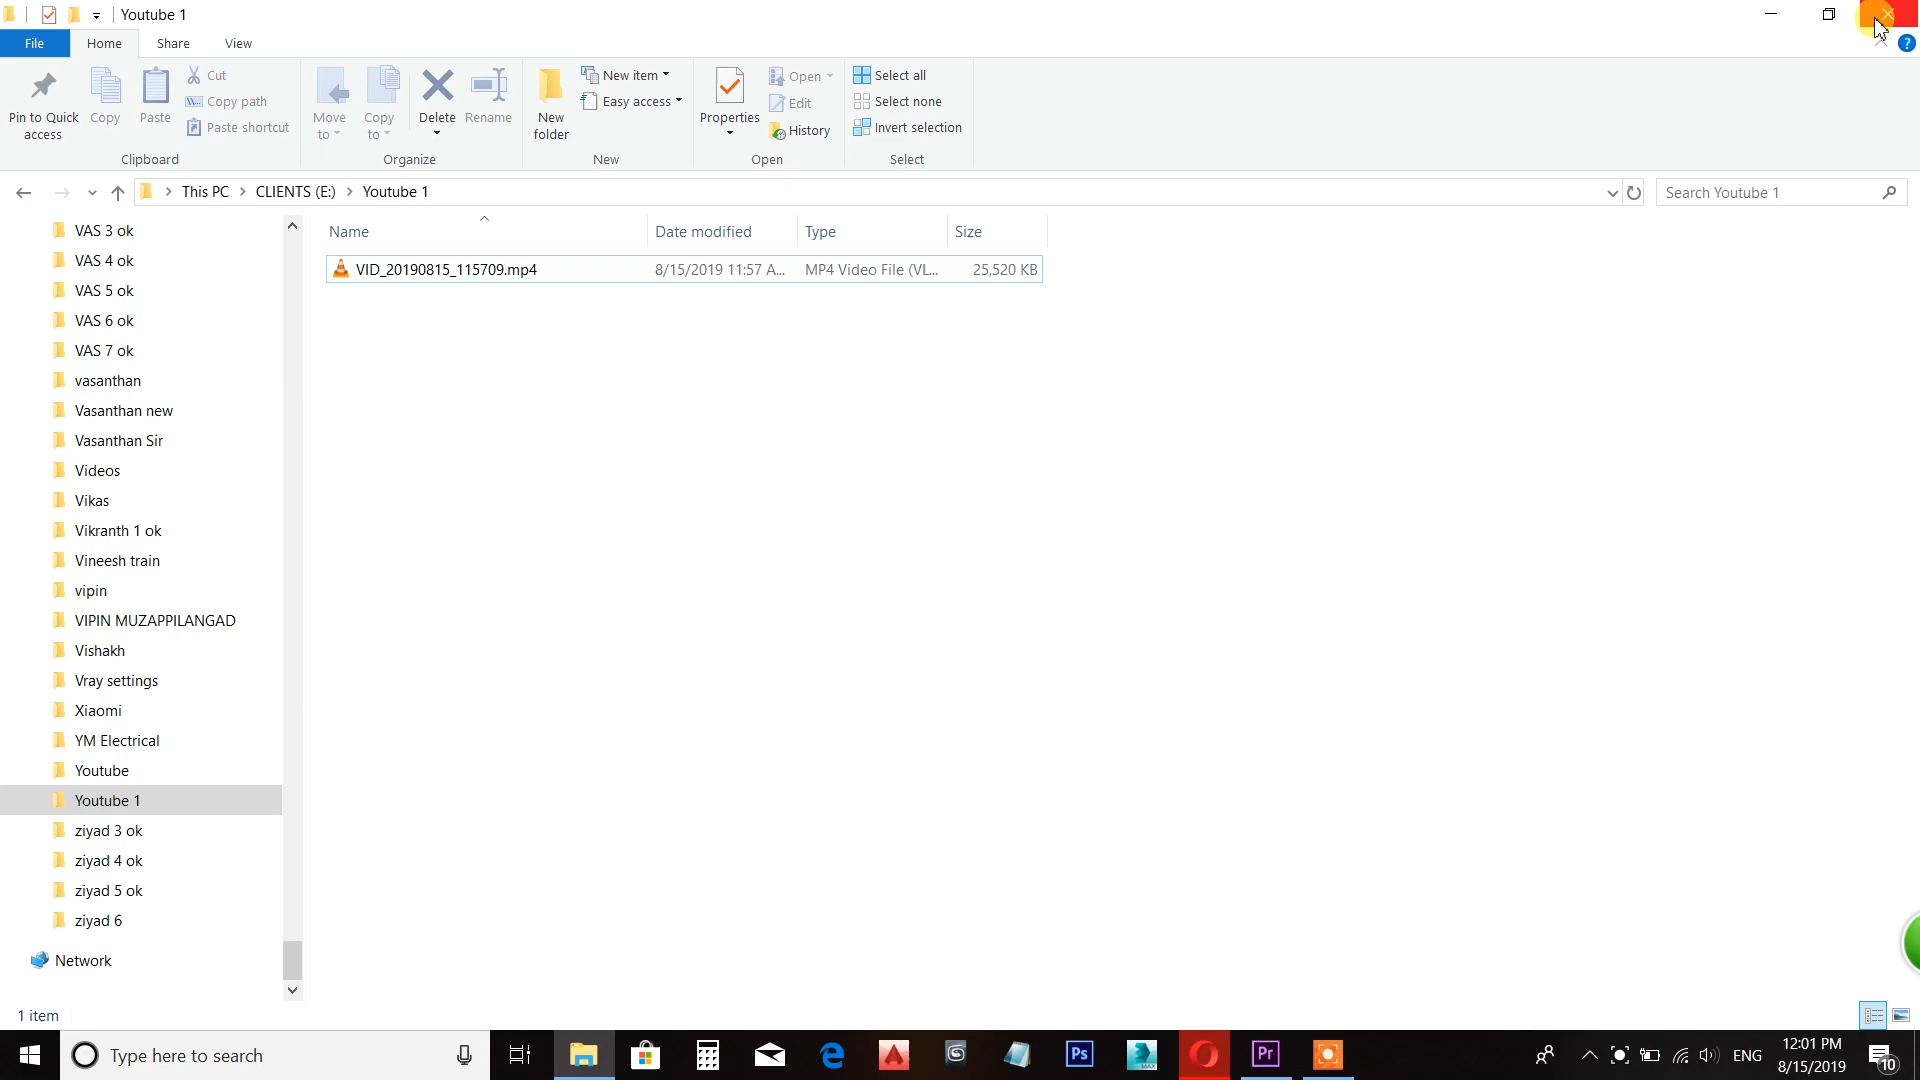 Youtube 1
File Home Share View
Pin to Quick access
Copy
Paste
Cut
Copy path
Paste shortcut
Clipboard
Move to
Copy to
Delete
Rename
Organize
New folder
New item
Easy access
New
Properties
Open
Edit
History
Open
Select all
Select none
Invert selection
Select
This PC > CLIENTS (E:) > Youtube 1
Search Youtube 1
VAS 3 ok
VAS 4 ok
VAS 5 ok
VAS 6 ok
VAS 7 ok
vasanthan
Vasanthan new
Vasanthan Sir
Videos
Vikas
Vikranth 1 ok
Vineesh train
vipin
VIPIN MUZAPPILANGAD
Vishakh
Vray settings
Xiaomi
YM Electrical
Youtube
Youtube 1
ziyad 3 ok
ziyad 4 ok
ziyad 5 ok
ziyad 6
Network
Name Date modified Type Size
VID_20190815_115709.mp4 8/15/2019 11:57 A... MP4 Video File (VL... 25,520 KB
1 item
Type here to search
Ps
Pr
ENG
12:01 PM
8/15/2019
10